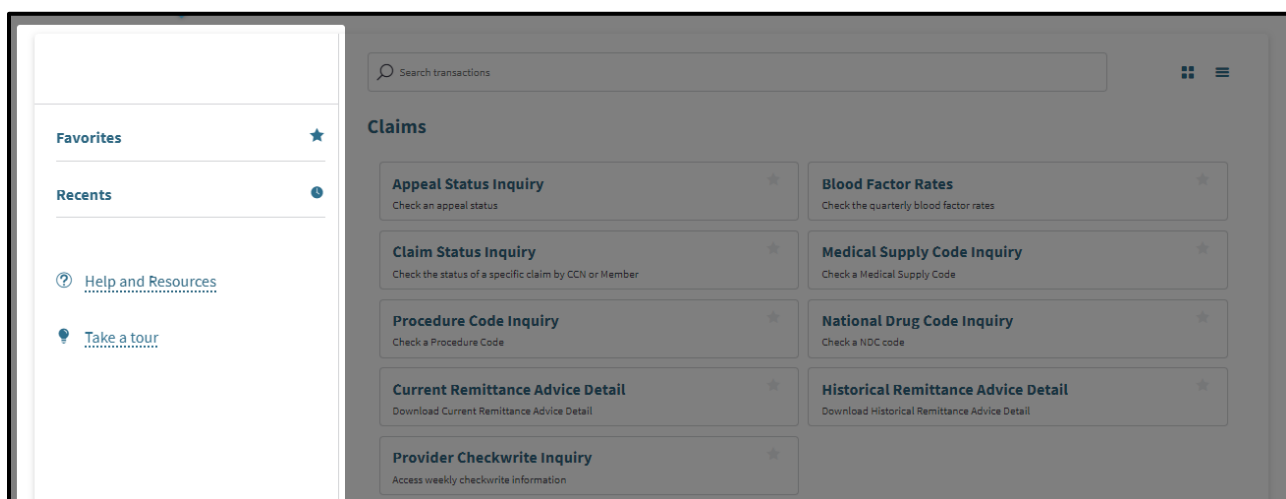 Favorites
Recents
Help and Resources
Take a tour
Search transactions
Claims
Appeal Status Inquiry
Check an appeal status
Blood Factor Rates
Check the quarterly blood factor rates
Claim Status Inquiry
Check the status of a specific claim by CCN or Member
Medical Supply Code Inquiry
Check a Medical Supply Code
Procedure Code Inquiry
Check a Procedure Code
National Drug Code Inquiry
Check a NDC code
Current Remittance Advice Detail
Download Current Remittance Advice Detail
Historical Remittance Advice Detail
Download Historical Remittance Advice Detail
Provider Checkwrite Inquiry
Access weekly checkwrite information